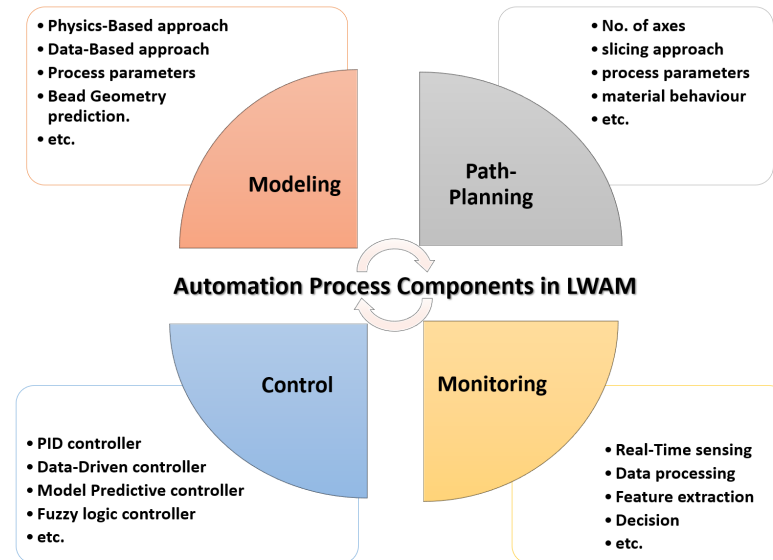 • Physics-Based approach
• Data-Based approach
• Process parameters
• Bead Geometry
prediction.
• etc.
• No. of axes
• slicing approach
• process parameters
• material behaviour
• etc.
Modeling
Path-
Planning
Automation Process Components in LWAM
Control
Monitoring
• PID controller
• Data-Driven controller
• Model Predictive controller
• Fuzzy logic controller
• etc.
• Real-Time sensing
• Data processing
• Feature extraction
• Decision
• etc.